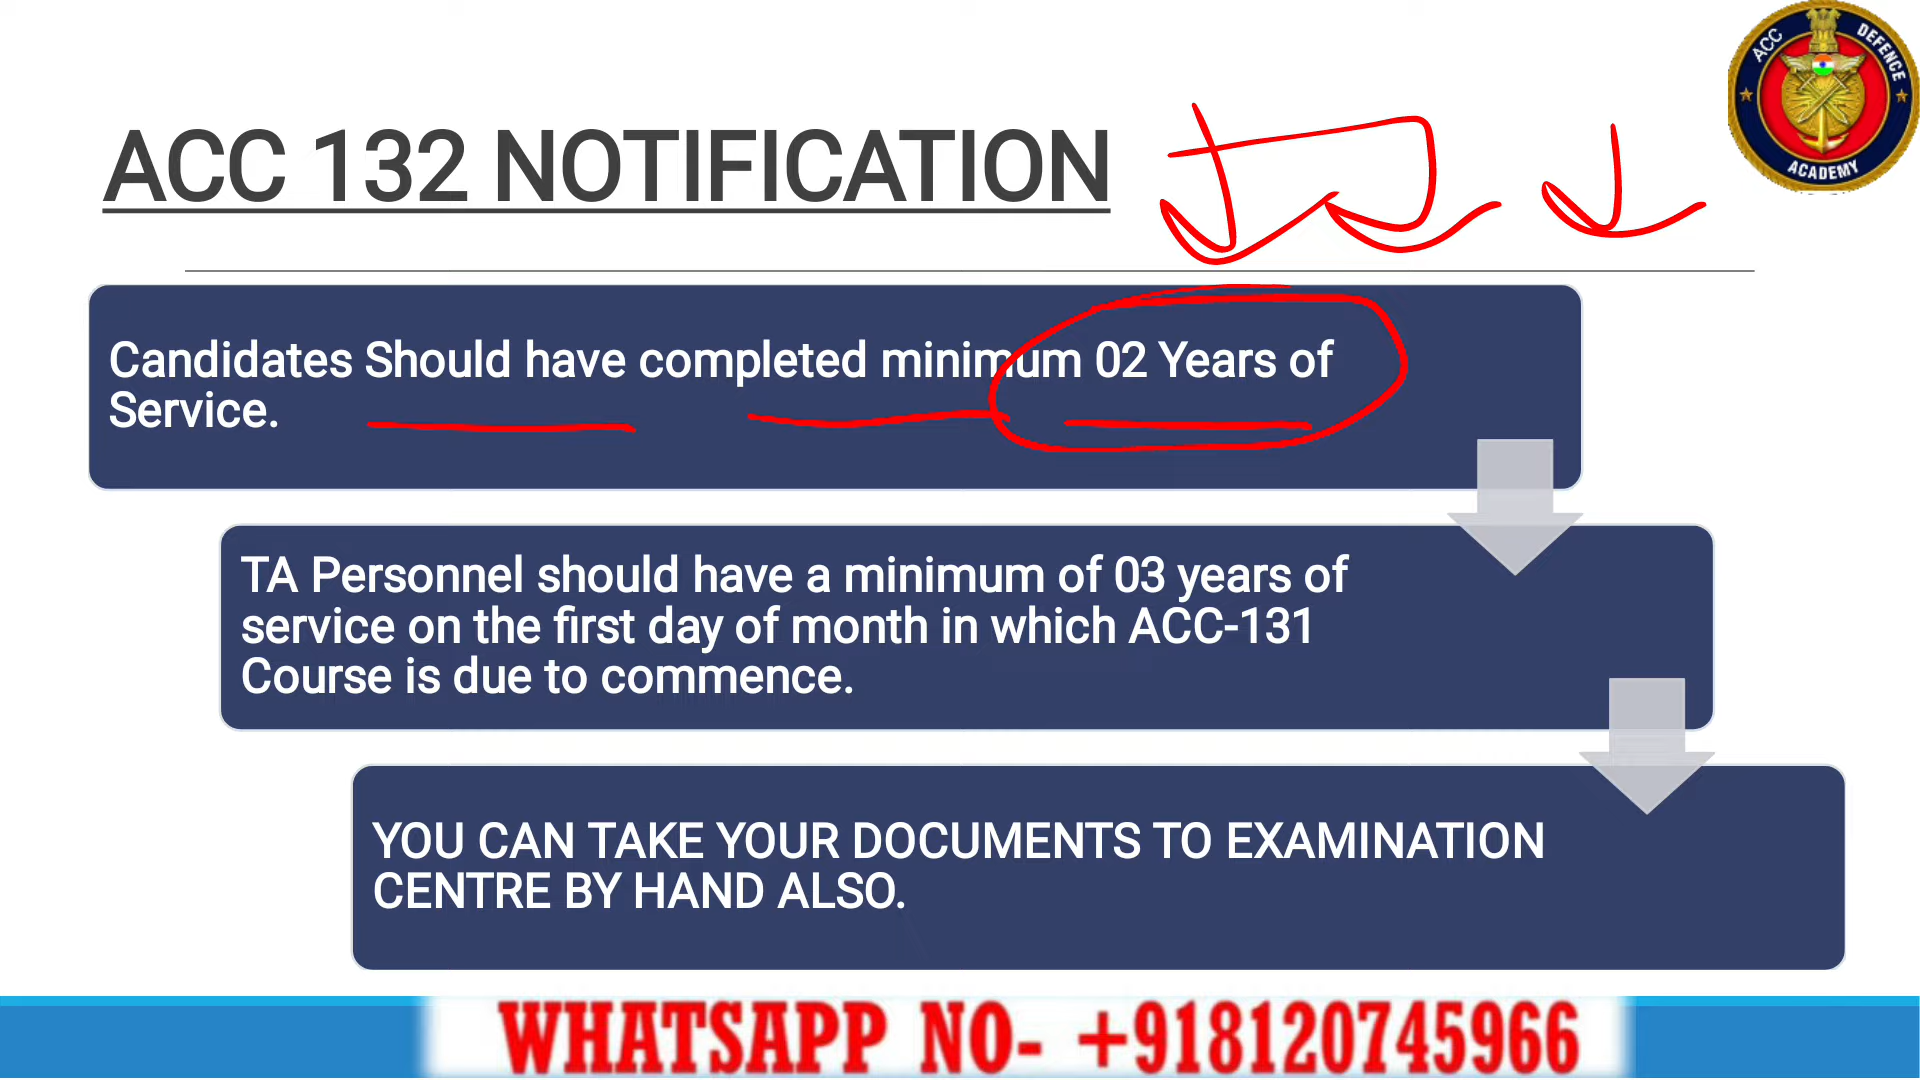 ACC DEFENCE
ACADEMY
ACC 132 NOTIFICATION
Candidates Should have completed minimum 02 Years of
Service.
TA Personnel should have a minimum of 03 years of
service on the first day of month in which ACC-131
Course is due to commence.
YOU CAN TAKE YOUR DOCUMENTS TO EXAMINATION
CENTRE BY HAND ALSO.
WHATSAPP NO- +918120745966